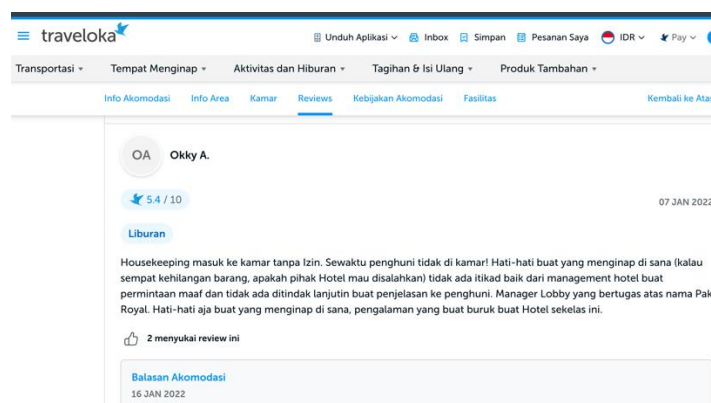 traveloka
Unduh Aplikasi Inbox Simpan Pesanan Saya IDR Pay
Transportasi Tempat Menginap Aktivitas dan Hiburan Tagihan & Isi Ulang Produk Tambahan
Info Akomodasi Info Area Kamar Reviews Kebijakan Akomodasi Fasilitas Kembali ke Atas
OA Okky A.
5.4 / 10
07 JAN 2022
Liburan
Housekeeping masuk ke kamar tanpa Izin. Sewaktu penghuni tidak di kamar! Hati-hati buat yang menginap di sana (kalau
sempat kehilangan barang, apakah pihak Hotel mau disalahkan) tidak ada itikad baik dari management hotel buat
permintaan maaf dan tidak ada ditindak lanjutin buat penjelasan ke penghuni. Manager Lobby yang bertugas atas nama Pak
Royal. Hati-hati aja buat yang menginap di sana, pengalaman yang buat buruk buat Hotel sekelas ini.
2 menyukai review ini
Balasan Akomodasi
16 JAN 2022